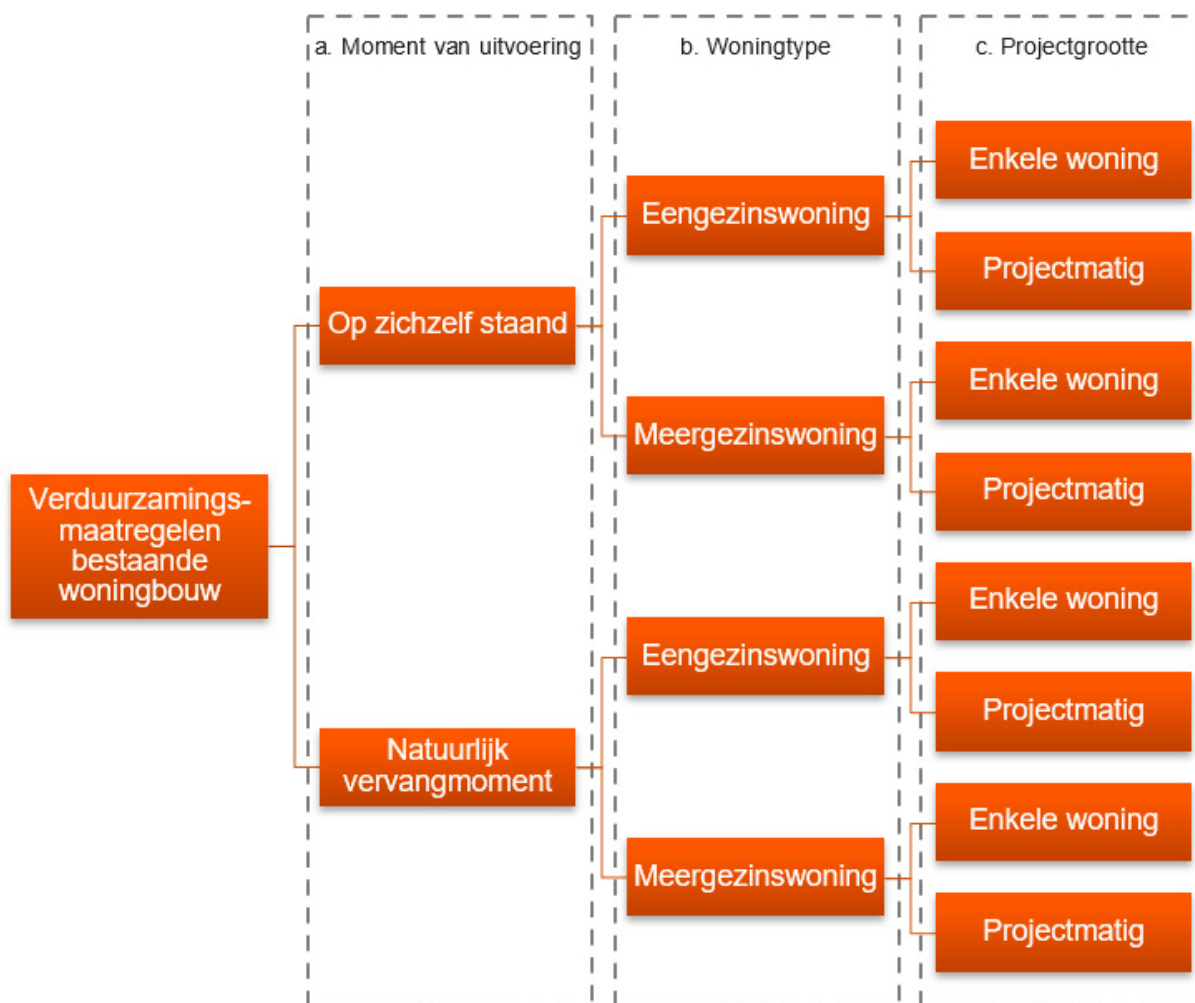 a. Moment van uitvoering
b. Woningtype
c. Projectgrootte
Enkele woning
Eengezinswoning
Projectmatig
Op zichzelf staand
Enkele woning
Meergezinswoning
Projectmatig
Verduurzamings-
maatregelen
bestaande
woningbouw
Enkele woning
Eengezinswoning
Projectmatig
Natuurlijk
vervangmoment
Enkele woning
Meergezinswoning
Projectmatig